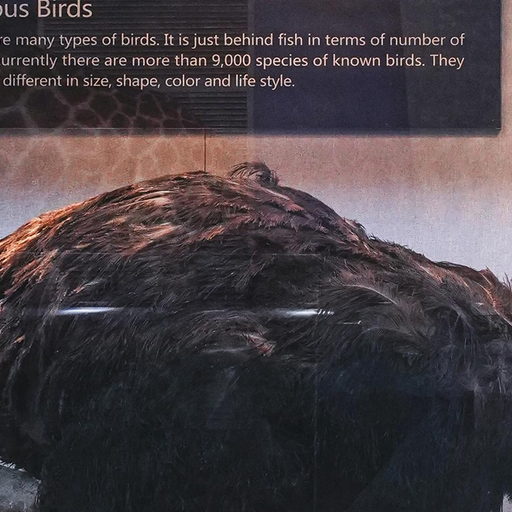 ous Birds
re many types of birds. It is just behind fish in terms of number of
urrently there are more than 9,000 species of known birds. They
different in size, shape, color and life style.